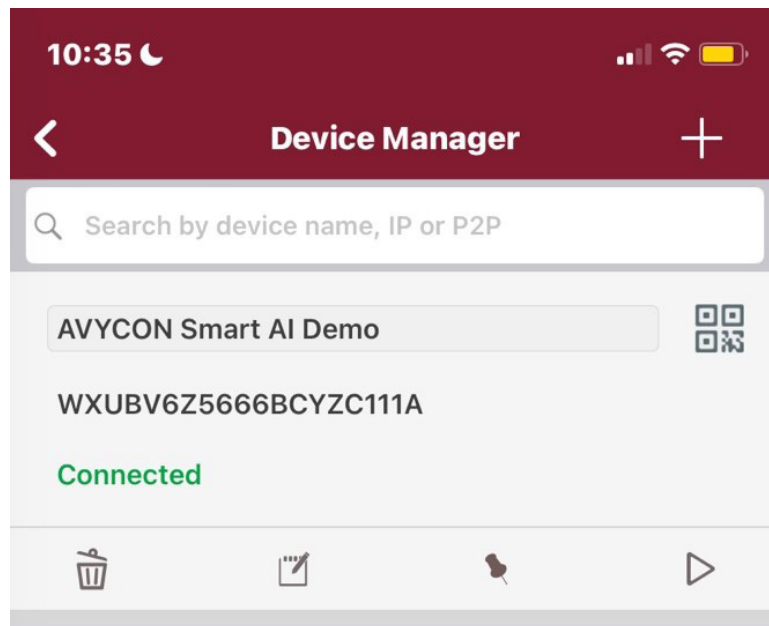 10:35
Device Manager
Search by device name, IP or P2P
AVYCON Smart AI Demo
WXUBV6Z5666BCYZC111A
Connected